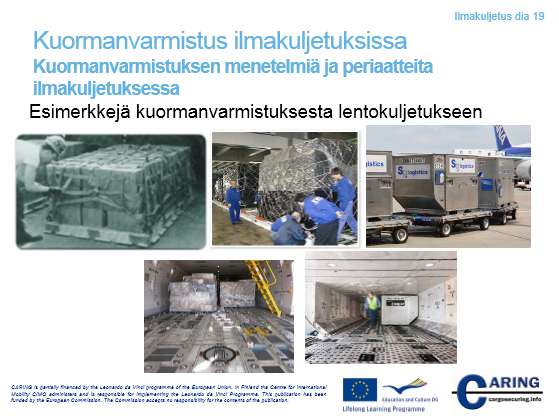 Ilmakuljetus dia 19
Kuormanvarmistus ilmakuljetuksissa
Kuormanvarmistuksen menetelmiä ja periaatteita
ilmakuljetuksessa
Esimerkkejä kuormanvarmistuksesta lentokuljetukseen
logistics
SGlogistics
CARING is partially financed by the Leonardo da Vinci programme of the European Union. In Finland the Centre for International
Mobility CIMO administers and is responsible for implementing the Leonardo da Vinci Programme. This publication has been
funded by the European Commission. The Commission accepts no responsibility for the contents of the publication.
Education and Culture DG
Lifelong Learning Programme
CARING
cargosecuring.info